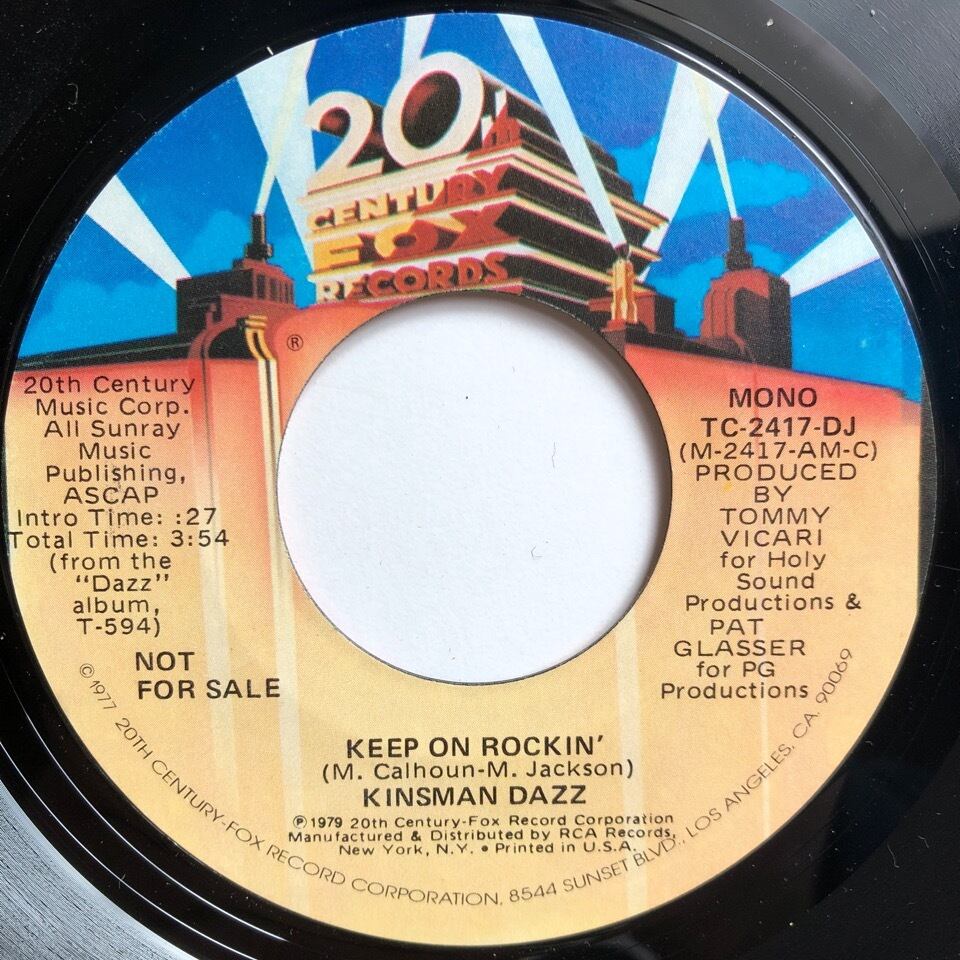 20th
CENTURY
FOX
RECORDS
®
20th Century
Music Corp.
All Sunray
Music
Publishing,
ASCAP
Intro Time: :27
Total Time: 3:54
(from the
"Dazz"
album,
T-594)
NOT
FOR SALE
MONO
TC-2417-DJ
(M-2417-AM-C)
PRODUCED
BY
TOMMY
VICARI
for Holy
Sound
Productions &
PAT
GLASSER
for PG
Productions
KEEP ON ROCKIN'
(M. Calhoun-M. Jackson)
KINSMAN DAZZ
℗ 1979 20th Century-Fox Record Corporation
Manufactured & Distributed by RCA Records,
New York, N.Y. • Printed in U.S.A.
© 1977 20TH CENTURY-FOX RECORD CORPORATION, 8544 SUNSET BLVD., LOS ANGELES, CA. 90069